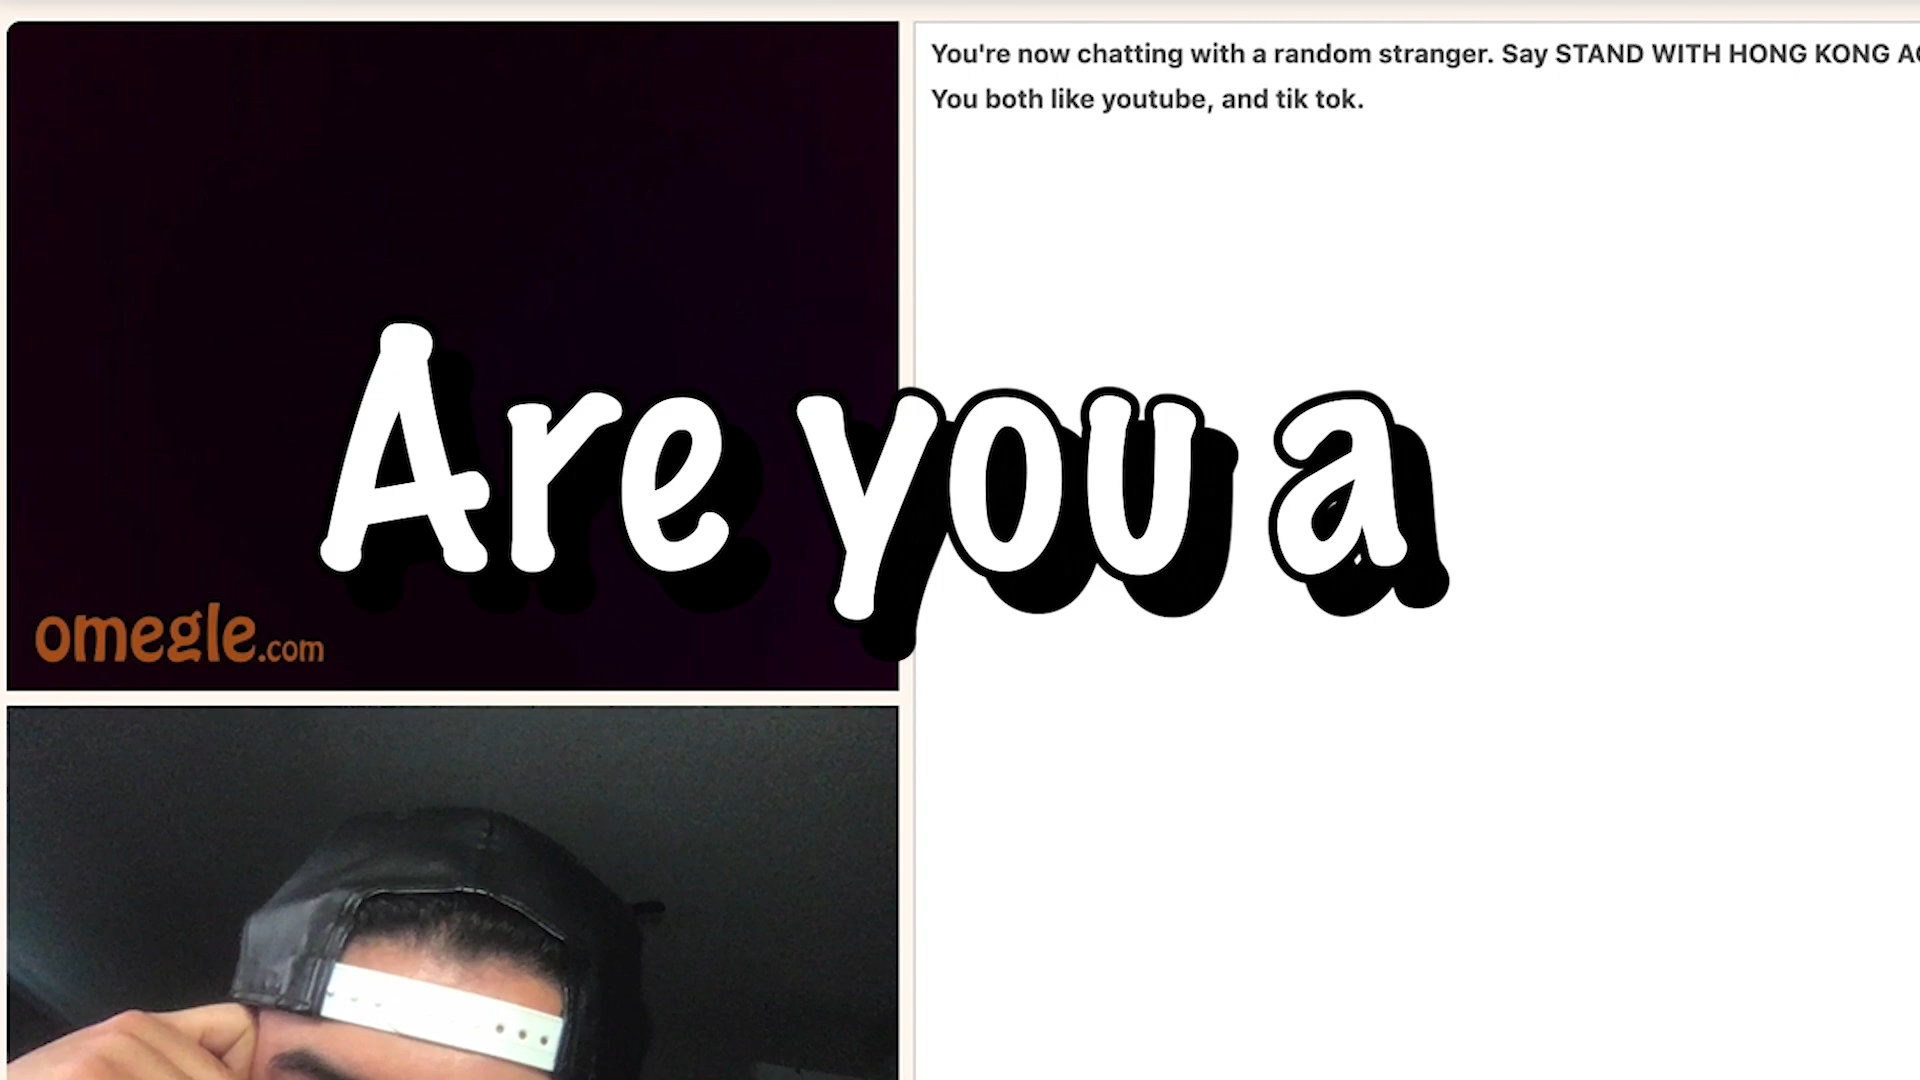 You're now chatting with a random stranger. Say STAND WITH HONG KONG
You both like youtube, and tik tok.
Are you a
omegle.com